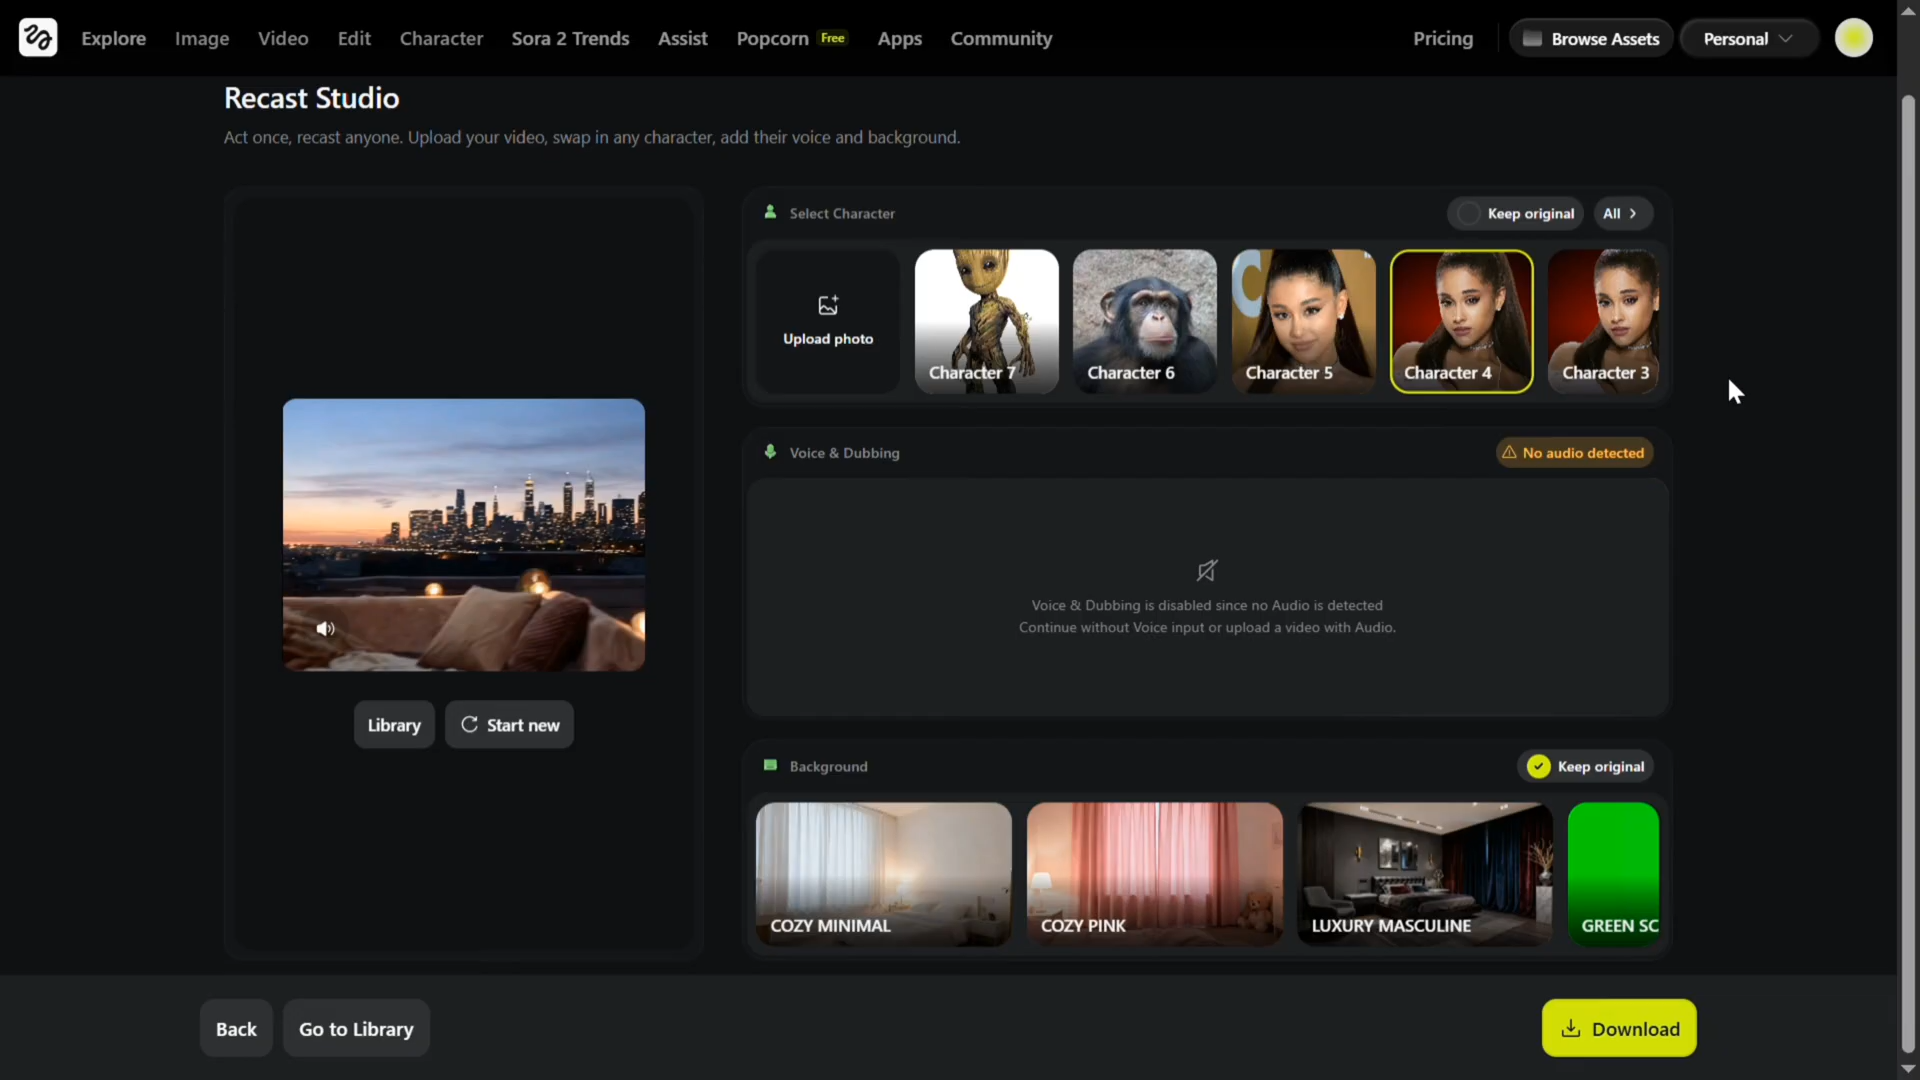 Explore
Image
Video
Edit
Character
Sora 2 Trends
Assist
Popcorn Free
Apps
Community
Pricing
Browse Assets
Personal
Recast Studio
Act once, recast anyone. Upload your video, swap in any character, add their voice and background.
Select Character
Keep original
All
Upload photo
Character 7
Character 6
Character 5
Character 4
Character 3
Voice & Dubbing
No audio detected
Voice & Dubbing is disabled since no Audio is detected
Continue without Voice input or upload a video with Audio.
Library
Start new
Background
Keep original
COZY MINIMAL
COZY PINK
LUXURY MASCULINE
GREEN SC
Back
Go to Library
Download